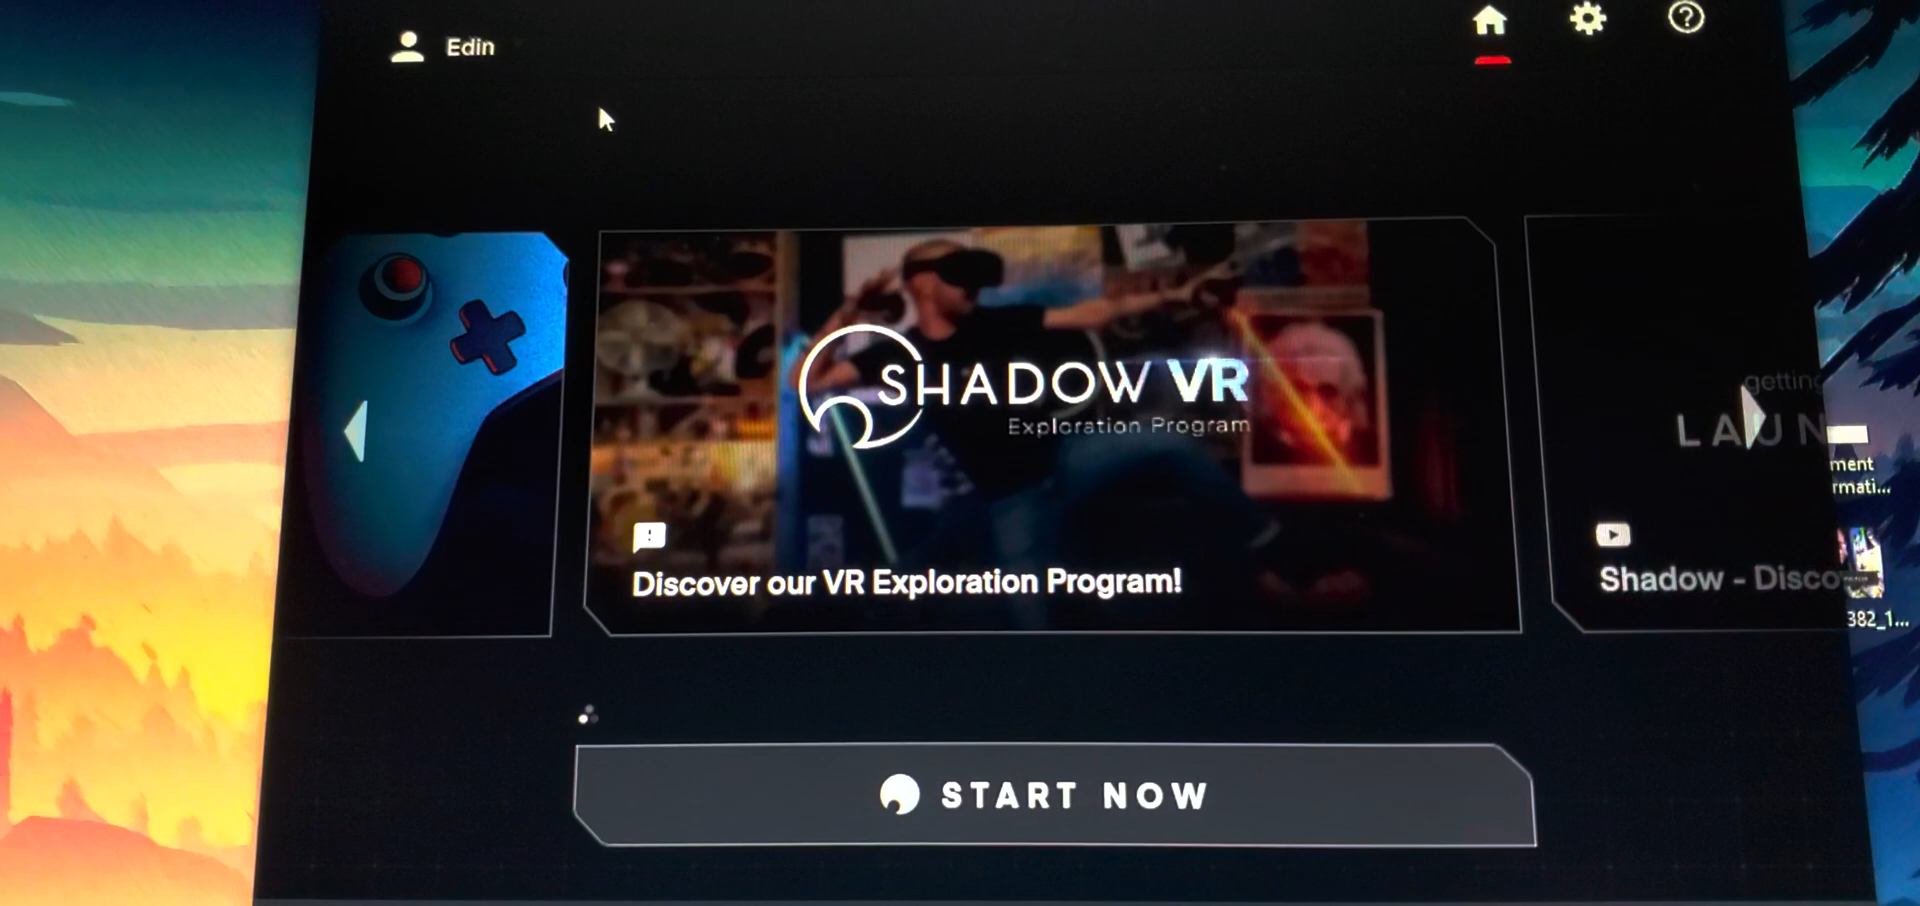 Edin
SHADOW VR
Exploration Program
Discover our VR Exploration Program!
getting
LAUN
Shadow - Disco
ment
rmati...
382_1...
START NOW